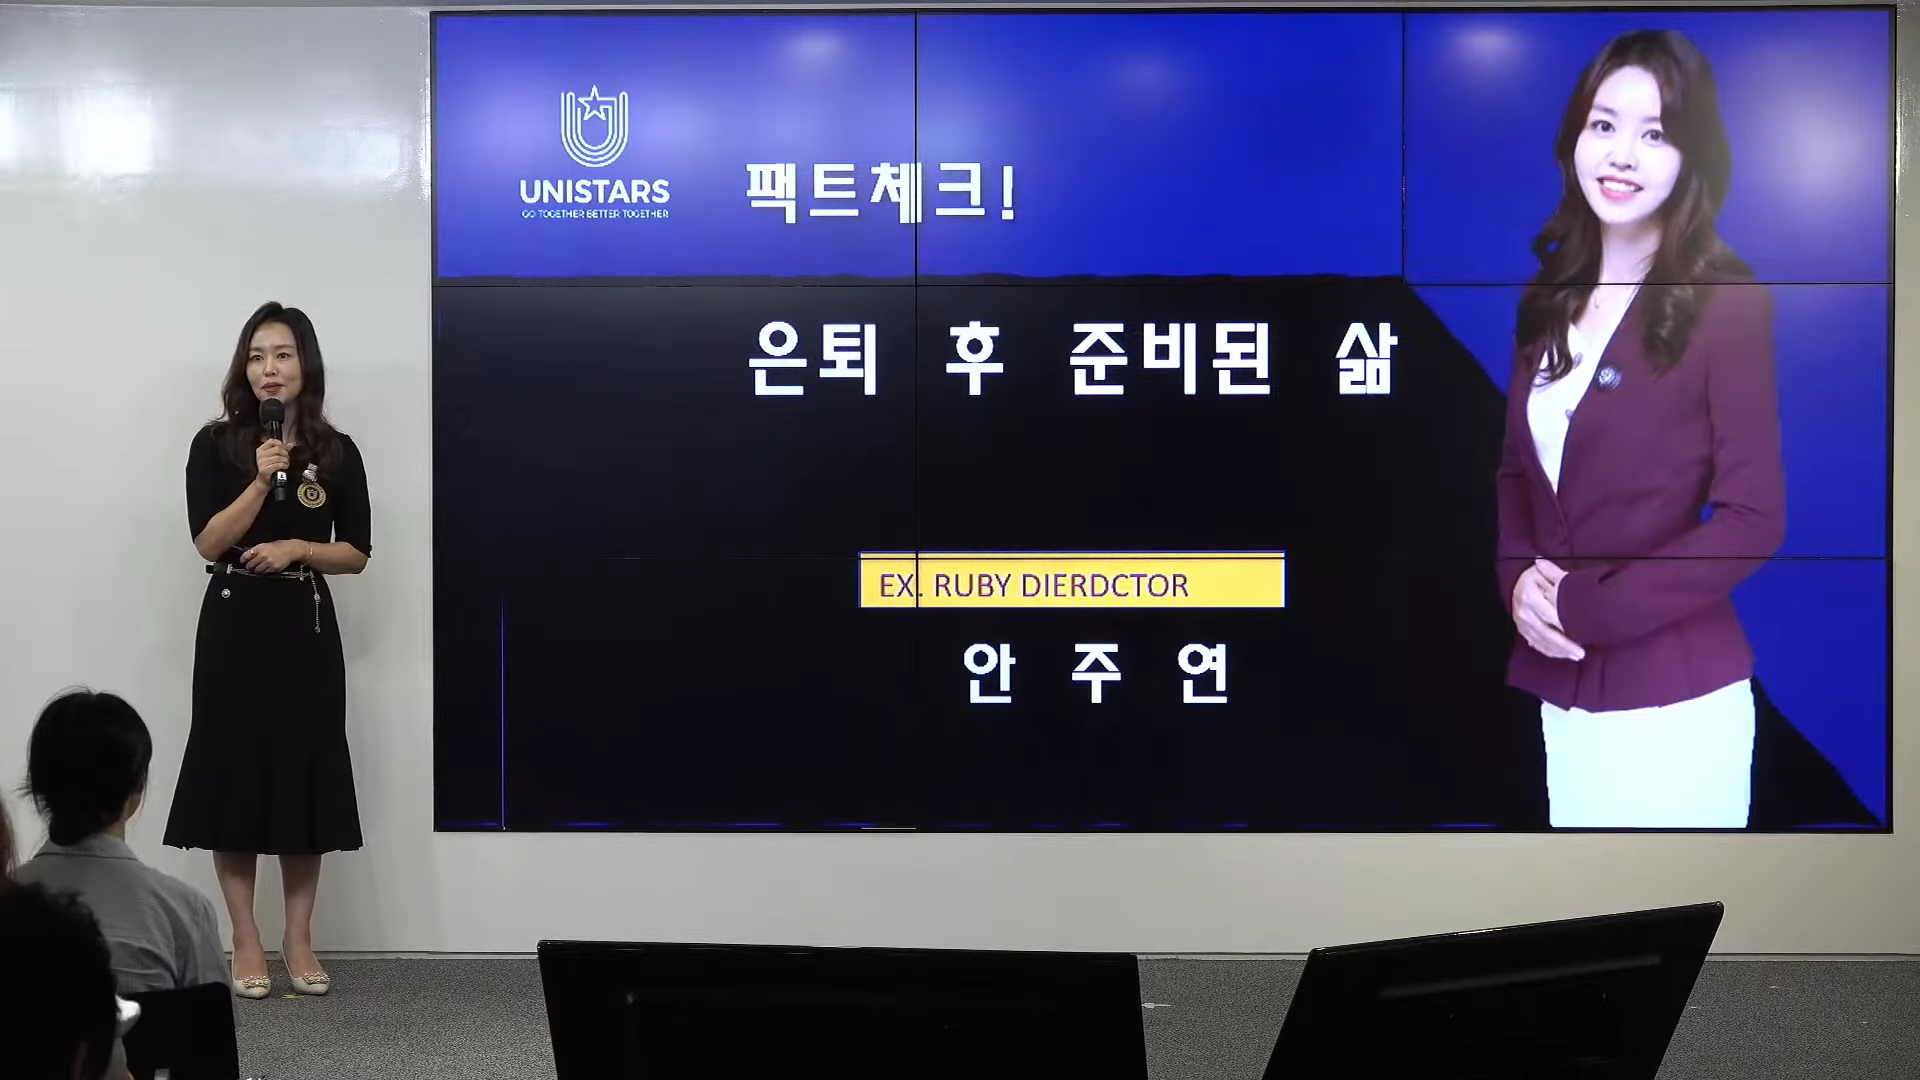 UNISTARS
GO TOGETHER BETTER TOGETHER
팩트체크!
은퇴 후 준비된 삶
EX. RUBY DIERDCTOR
안 주 연